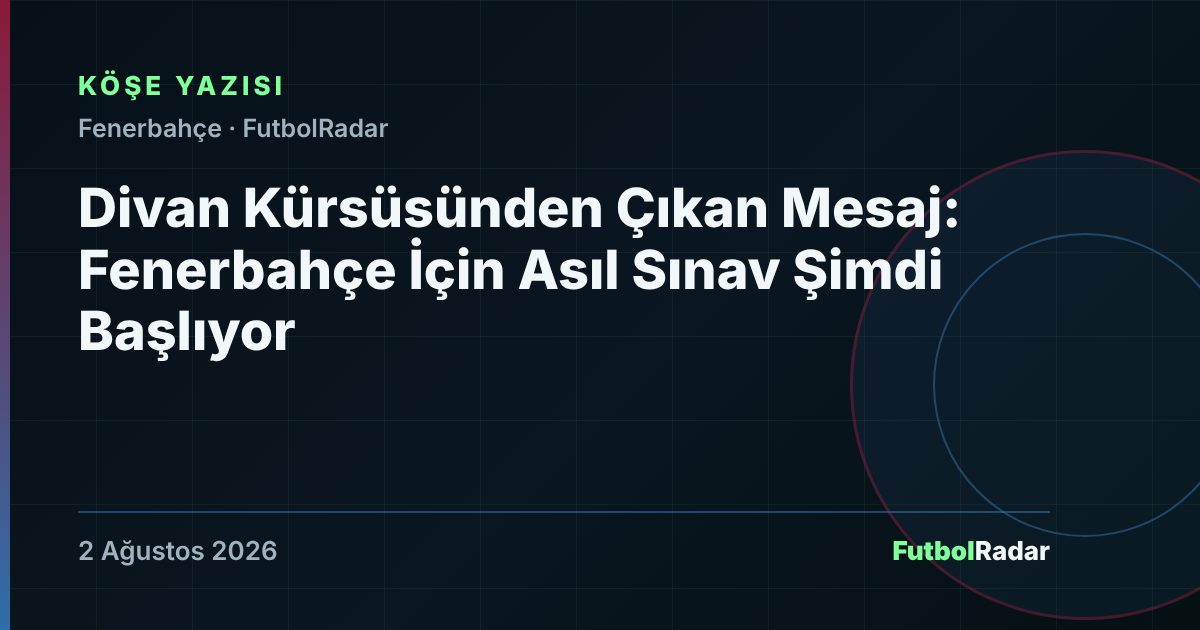 KÖŞE YAZISI
Fenerbahçe · FutbolRadar
Divan Kürsüsünden Çıkan Mesaj:
Fenerbahçe İçin Asıl Sınav Şimdi
Başlıyor
2 Ağustos 2026
FutbolRadar